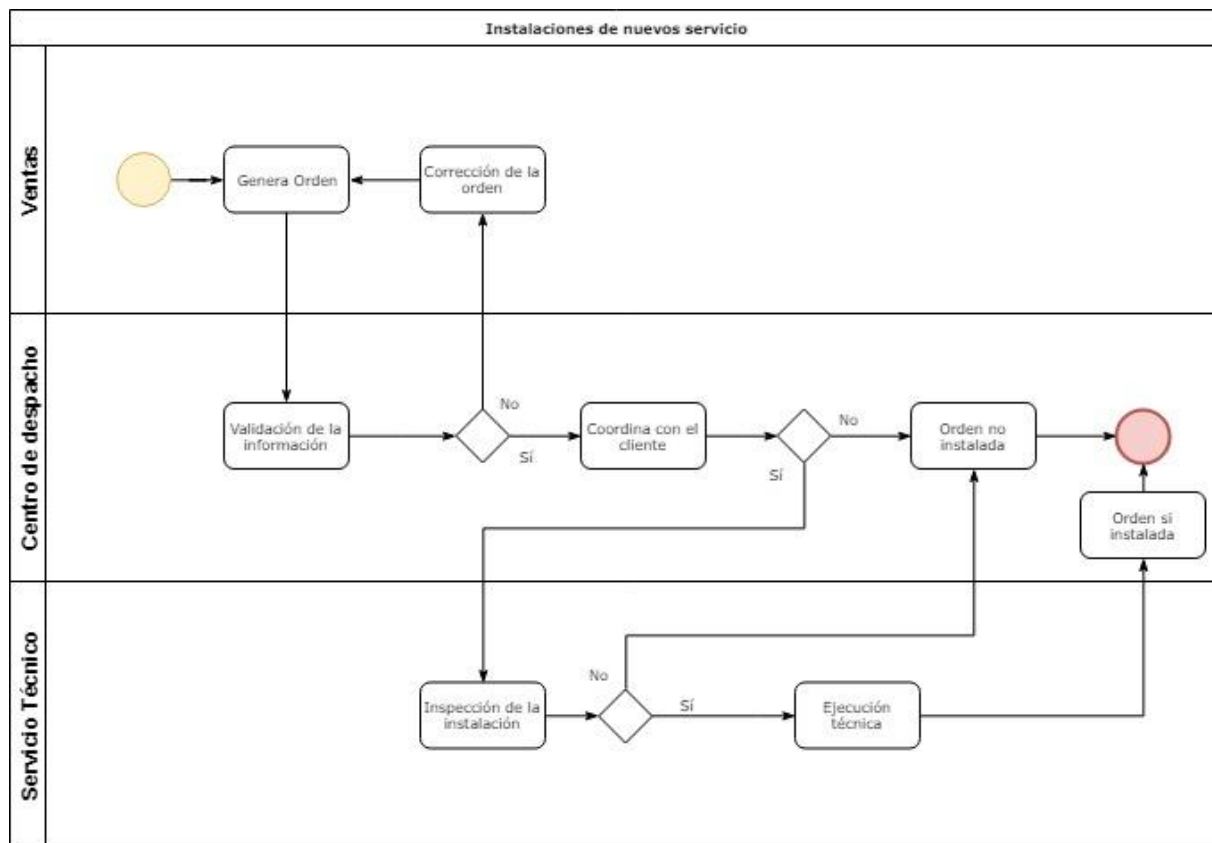 Instalaciones de nuevos servicio
Ventas
Genera Orden
Corrección de la
orden
Centro de despacho
Validación de la
información
No
Sí
Coordina con el
cliente
No
Sí
Orden no
instalada
Orden si
instalada
Servicio Técnico
Inspección de la
instalación
No
Sí
Ejecución
técnica